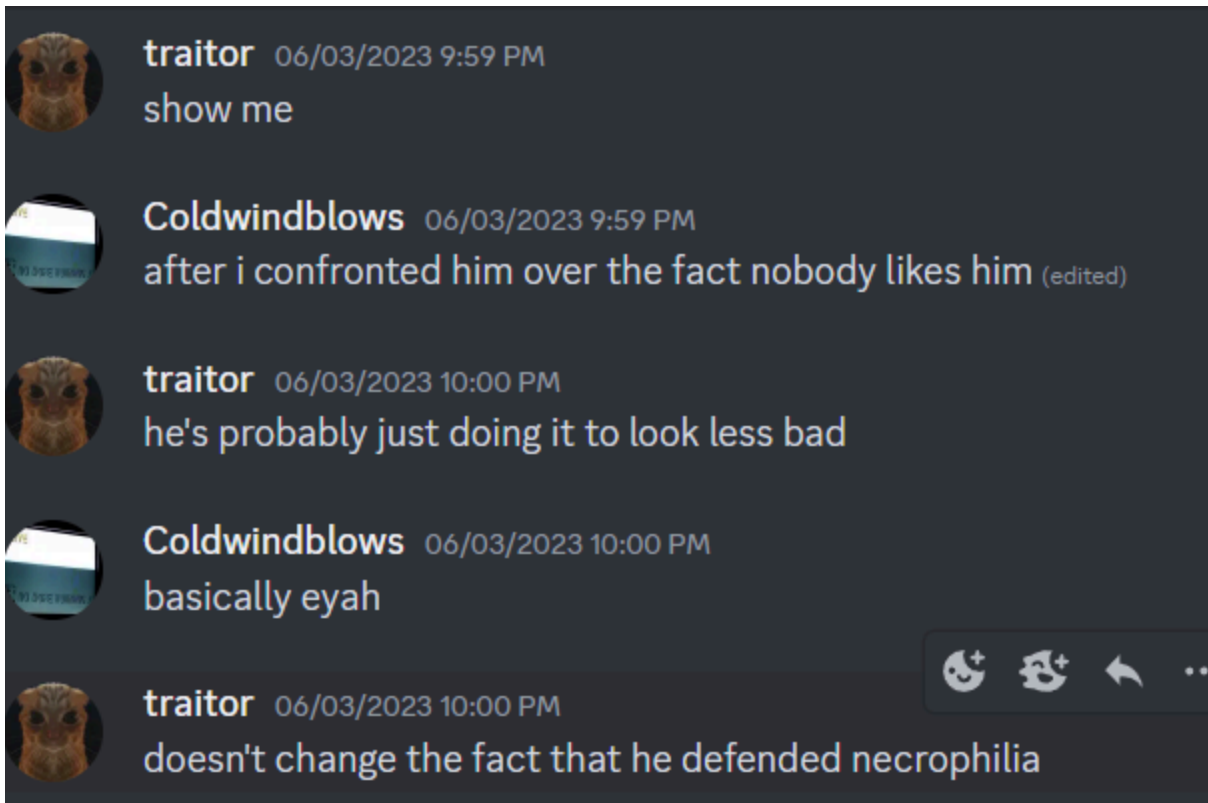 traitor 06/03/2023 9:59 PM
show me
Coldwindblows 06/03/2023 9:59 PM
after i confronted him over the fact nobody likes him (edited)
traitor 06/03/2023 10:00 PM
he's probably just doing it to look less bad
Coldwindblows 06/03/2023 10:00 PM
basically eyah
traitor 06/03/2023 10:00 PM
doesn't change the fact that he defended necrophilia